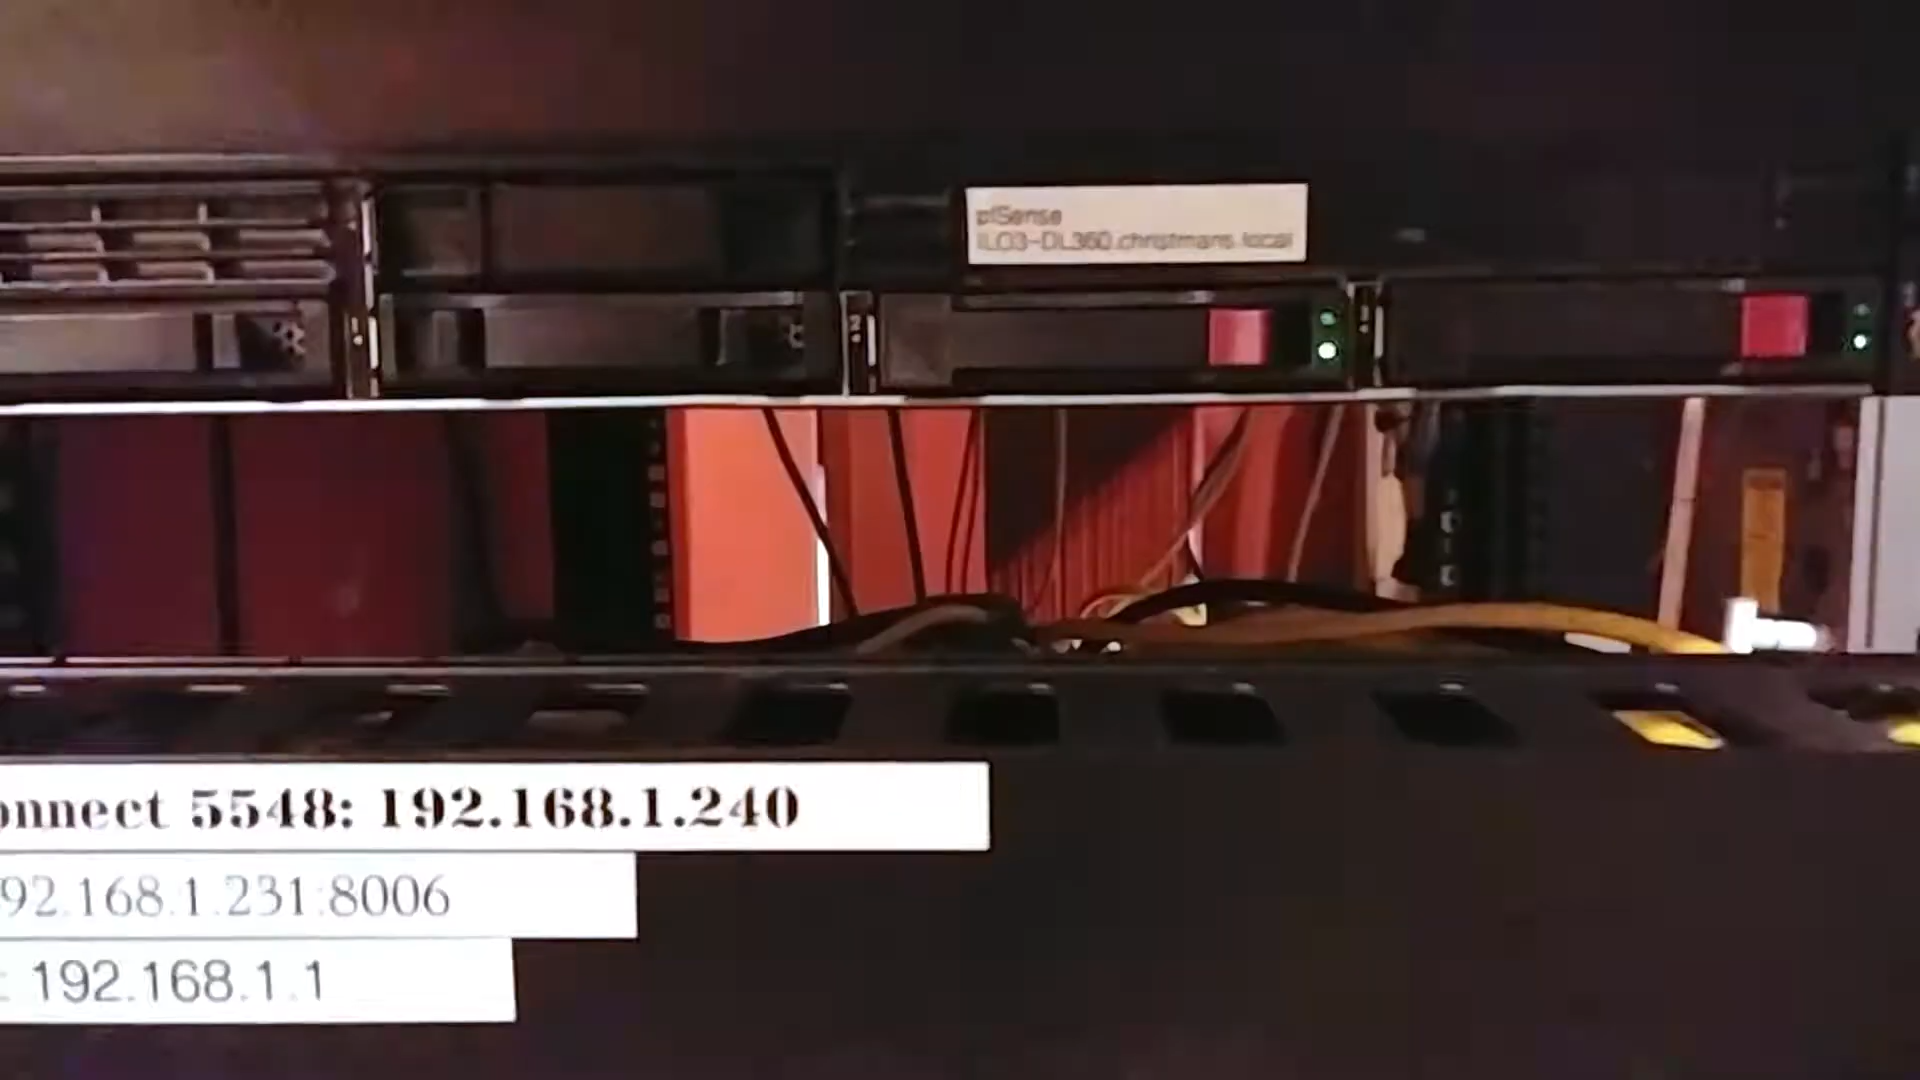 pfSense
ILO3-DL360.christmans.local
onnect 5548: 192.168.1.240
92.168.1.231:8006
: 192.168.1.1